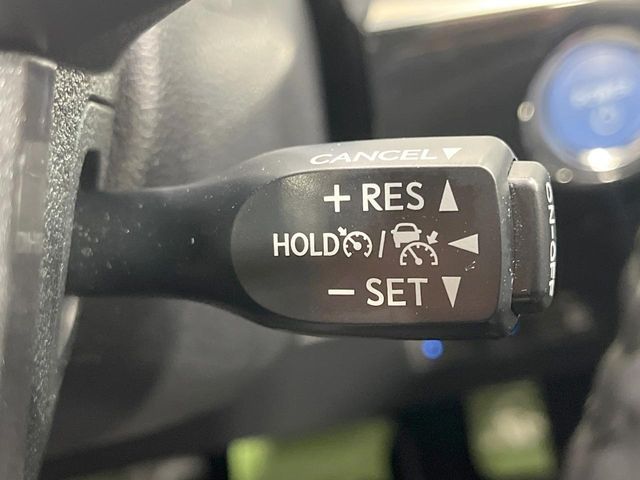 CANCEL▼
+ RES ▲
HOLD / ◀
− SET ▼
ON-OFF